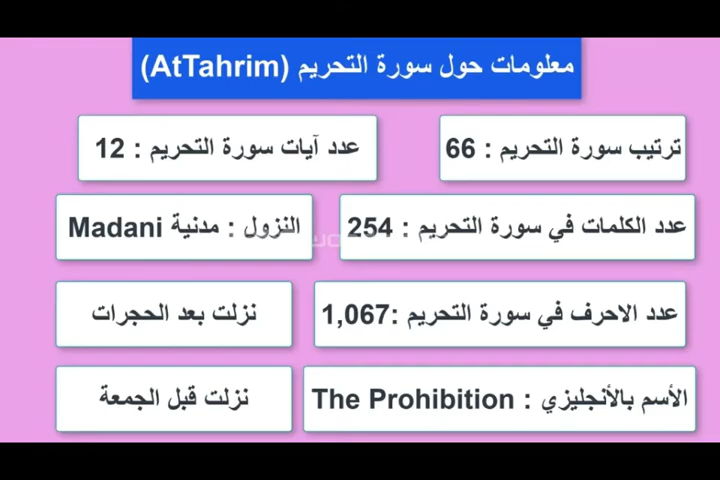 معلومات حول سورة التحريم (AtTahrim)
ترتيب سورة التحريم : 66
عدد آيات سورة التحريم : 12
عدد الكلمات في سورة التحريم : 254
النزول : مدنية Madani
عدد الاحرف في سورة التحريم :1,067
نزلت بعد الحجرات
الأسم بالأنجليزي : The Prohibition
نزلت قبل الجمعة